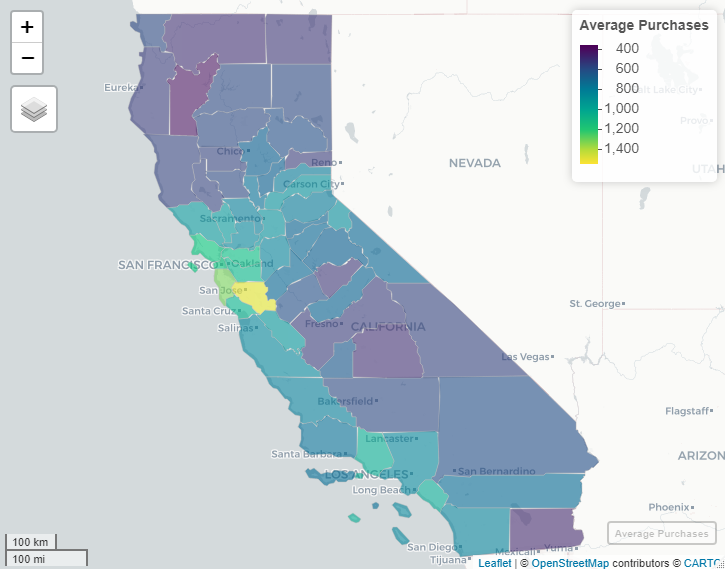 +
−
Average Purchases
400
600
800
1,000
1,200
1,400
Salt Lake City
Provo
UTAH
Eureka
Chico
Reno
NEVADA
Carson City
Sacramento
SAN FRANCISCO
Oakland
San Jose
Santa Cruz
Salinas
Fresno
CALIFORNIA
St. George
Las Vegas
Bakersfield
Flagstaff
Lancaster
Santa Barbara
LOS ANGELES
San Bernardino
ARIZON
Long Beach
Phoenix
Average Purchases
100 km
100 mi
San Diego
Mexicali
Yuma
Tijuana
Leaflet | © OpenStreetMap contributors © CARTO